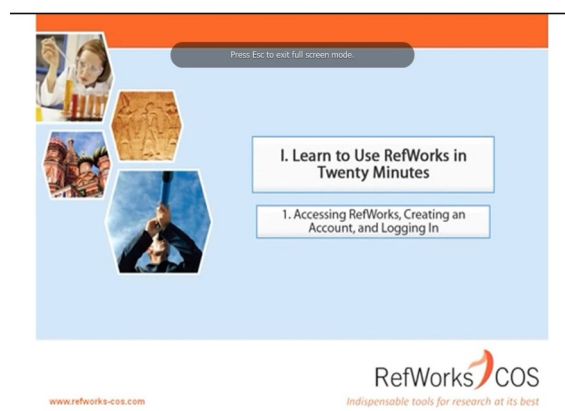 Press Esc to exit full screen mode.
I. Learn to Use RefWorks in
Twenty Minutes
1. Accessing RefWorks, Creating an
Account, and Logging In
RefWorks COS
www.refworks-cos.com
Indispensable tools for research at its best